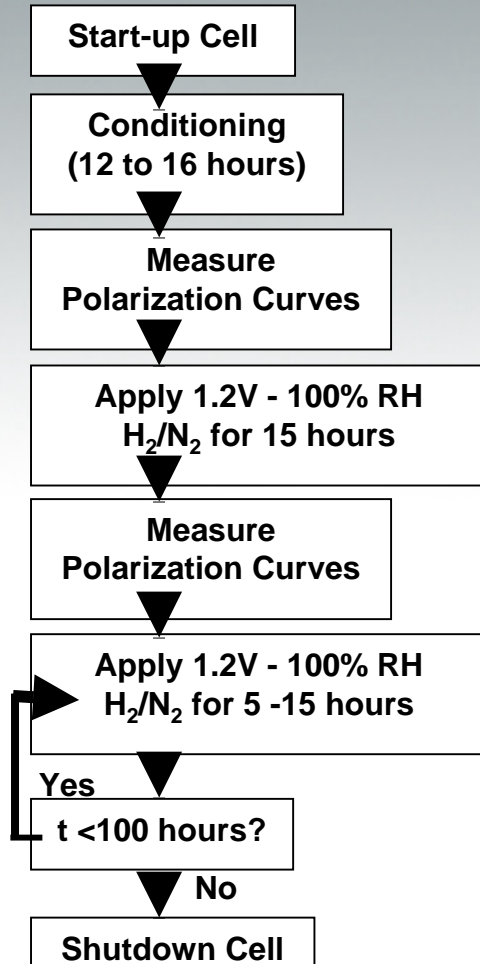 Start-up Cell
Conditioning
(12 to 16 hours)
Measure
Polarization Curves
Apply 1.2V - 100% RH
H₂/N₂ for 15 hours
Measure
Polarization Curves
Apply 1.2V - 100% RH
H₂/N₂ for 5 -15 hours
Yes
t <100 hours?
No
Shutdown Cell